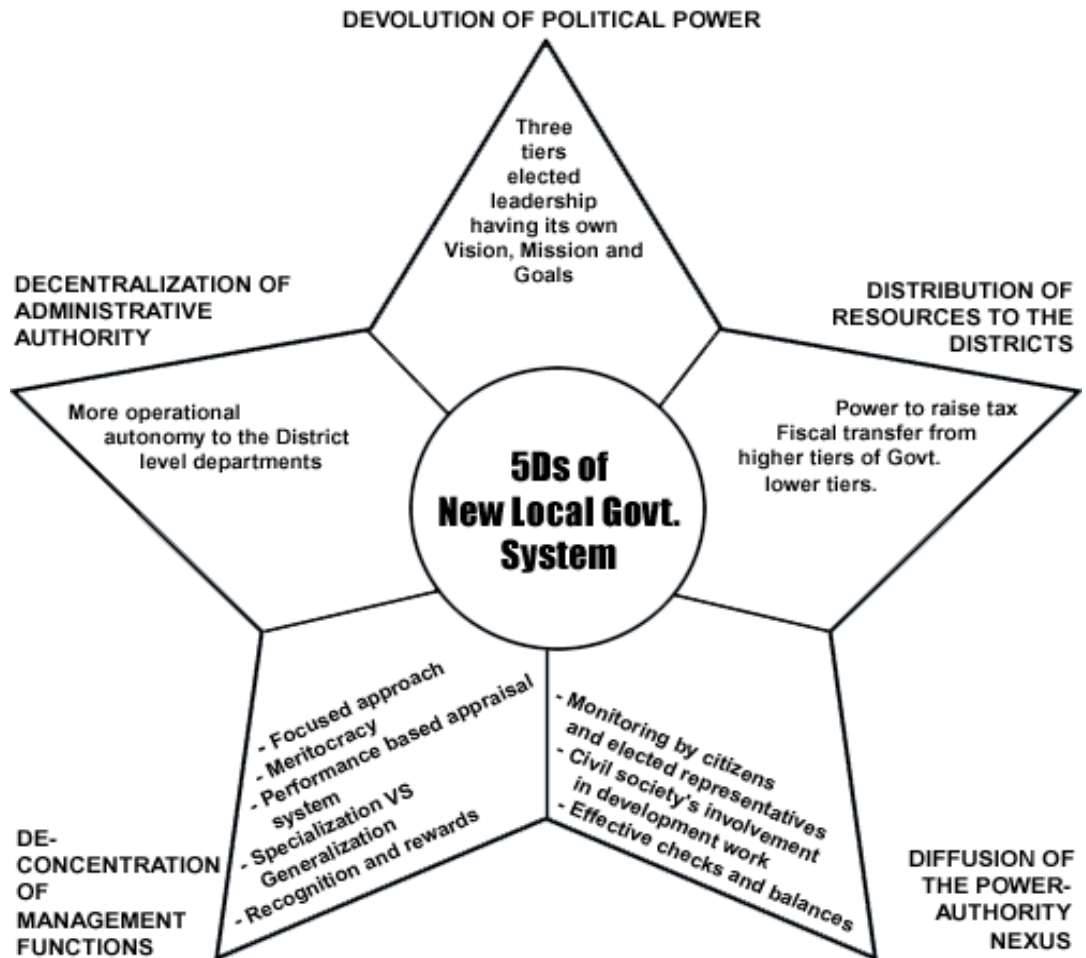 DEVOLUTION OF POLITICAL POWER
Three
tiers
elected
leadership
having its own
Vision, Mission and
Goals
DECENTRALIZATION OF
ADMINISTRATIVE
AUTHORITY
More operational
autonomy to the District
level departments
DISTRIBUTION OF
RESOURCES TO THE
DISTRICTS
Power to raise tax
Fiscal transfer from
higher tiers of Govt.
lower tiers.
5Ds of
New Local Govt.
System
DE-
CONCENTRATION
OF
MANAGEMENT
FUNCTIONS
- Focused approach
- Meritocracy
- Performance based appraisal
system
- Specialization VS
Generalization
- Recognition and rewards
- Monitoring by citizens
and elected representatives
- Civil society's involvement
in development work
- Effective checks and balances
DIFFUSION OF
THE POWER-
AUTHORITY
NEXUS